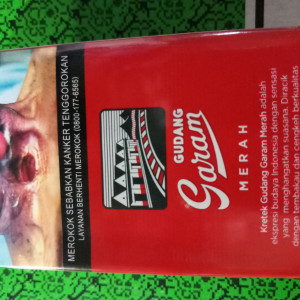 MEROKOK SEBABKAN KANKER TENGGOROKAN
LAYANAN BERHENTI MEROKOK (0800-177-6565)
GUDANG
Garam
MERAH
Kretek Gudang Garam Merah adalah
ekspresi budaya Indonesia dengan sensasi
yang menghangatkan suasana. Diracik
dengan tembakau dan cengkeh berkualitas